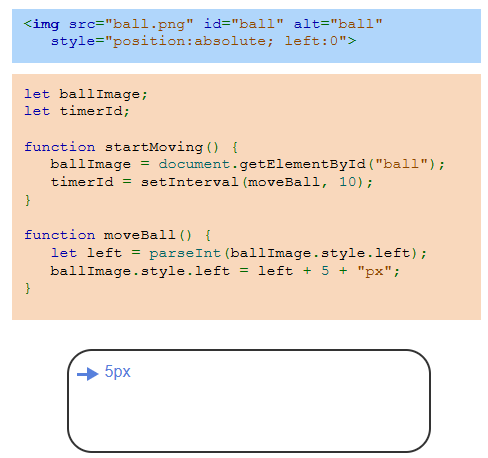 <img src="ball.png" id="ball" alt="ball"
   style="position:absolute; left:0">
let ballImage;
let timerId;
function startMoving() {
   ballImage = document.getElementById("ball");
   timerId = setInterval(moveBall, 10);
}
function moveBall() {
   let left = parseInt(ballImage.style.left);
   ballImage.style.left = left + 5 + "px";
}
5px